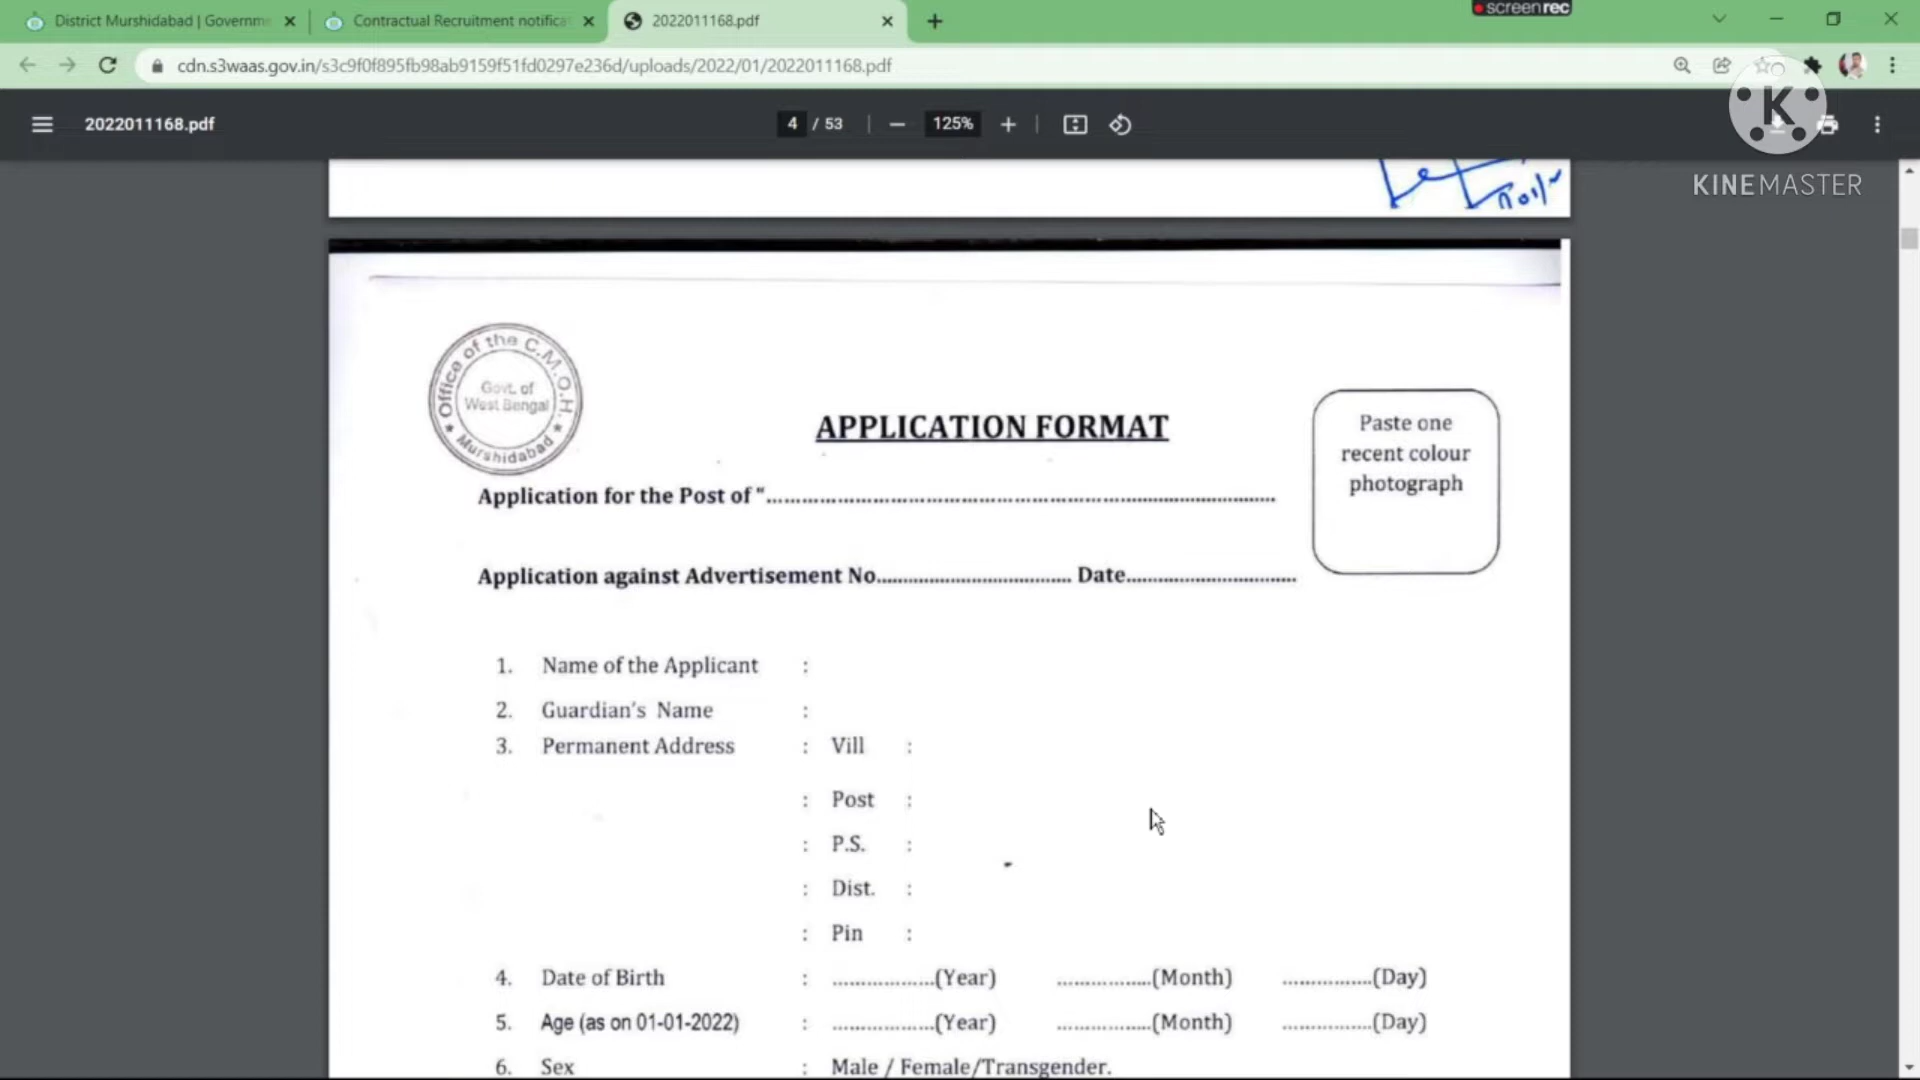 District Murshidabad | Governme
Contractual Recruitment notifica
2022011168.pdf
screenrec
cdn.s3waas.gov.in/s3c9f0f895fb98ab9159f51fd0297e236d/uploads/2022/01/2022011168.pdf
2022011168.pdf
4 / 53
125%
K
KINEMASTER
Office of the C.M.O.H.
Govt. of
West Bengal
★ Murshidabad ★
APPLICATION FORMAT
Paste one
recent colour
photograph
Application for the Post of "...............................................................................
Application against Advertisement No................................... Date...............................
1. Name of the Applicant :
2. Guardian's Name :
3. Permanent Address : Vill :
: Post :
: P.S. :
: Dist. :
: Pin :
4. Date of Birth : ..................(Year) .................(Month) ................(Day)
5. Age (as on 01-01-2022) : ..................(Year) .................(Month) ................(Day)
6. Sex : Male / Female/Transgender.